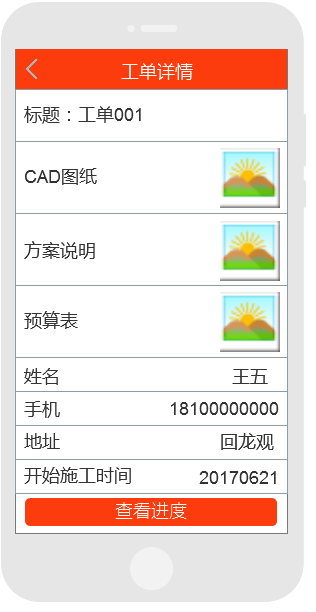 工单详情
标题：工单001
CAD图纸
方案说明
预算表
姓名 王五
手机 18100000000
地址 回龙观
开始施工时间 20170621
查看进度